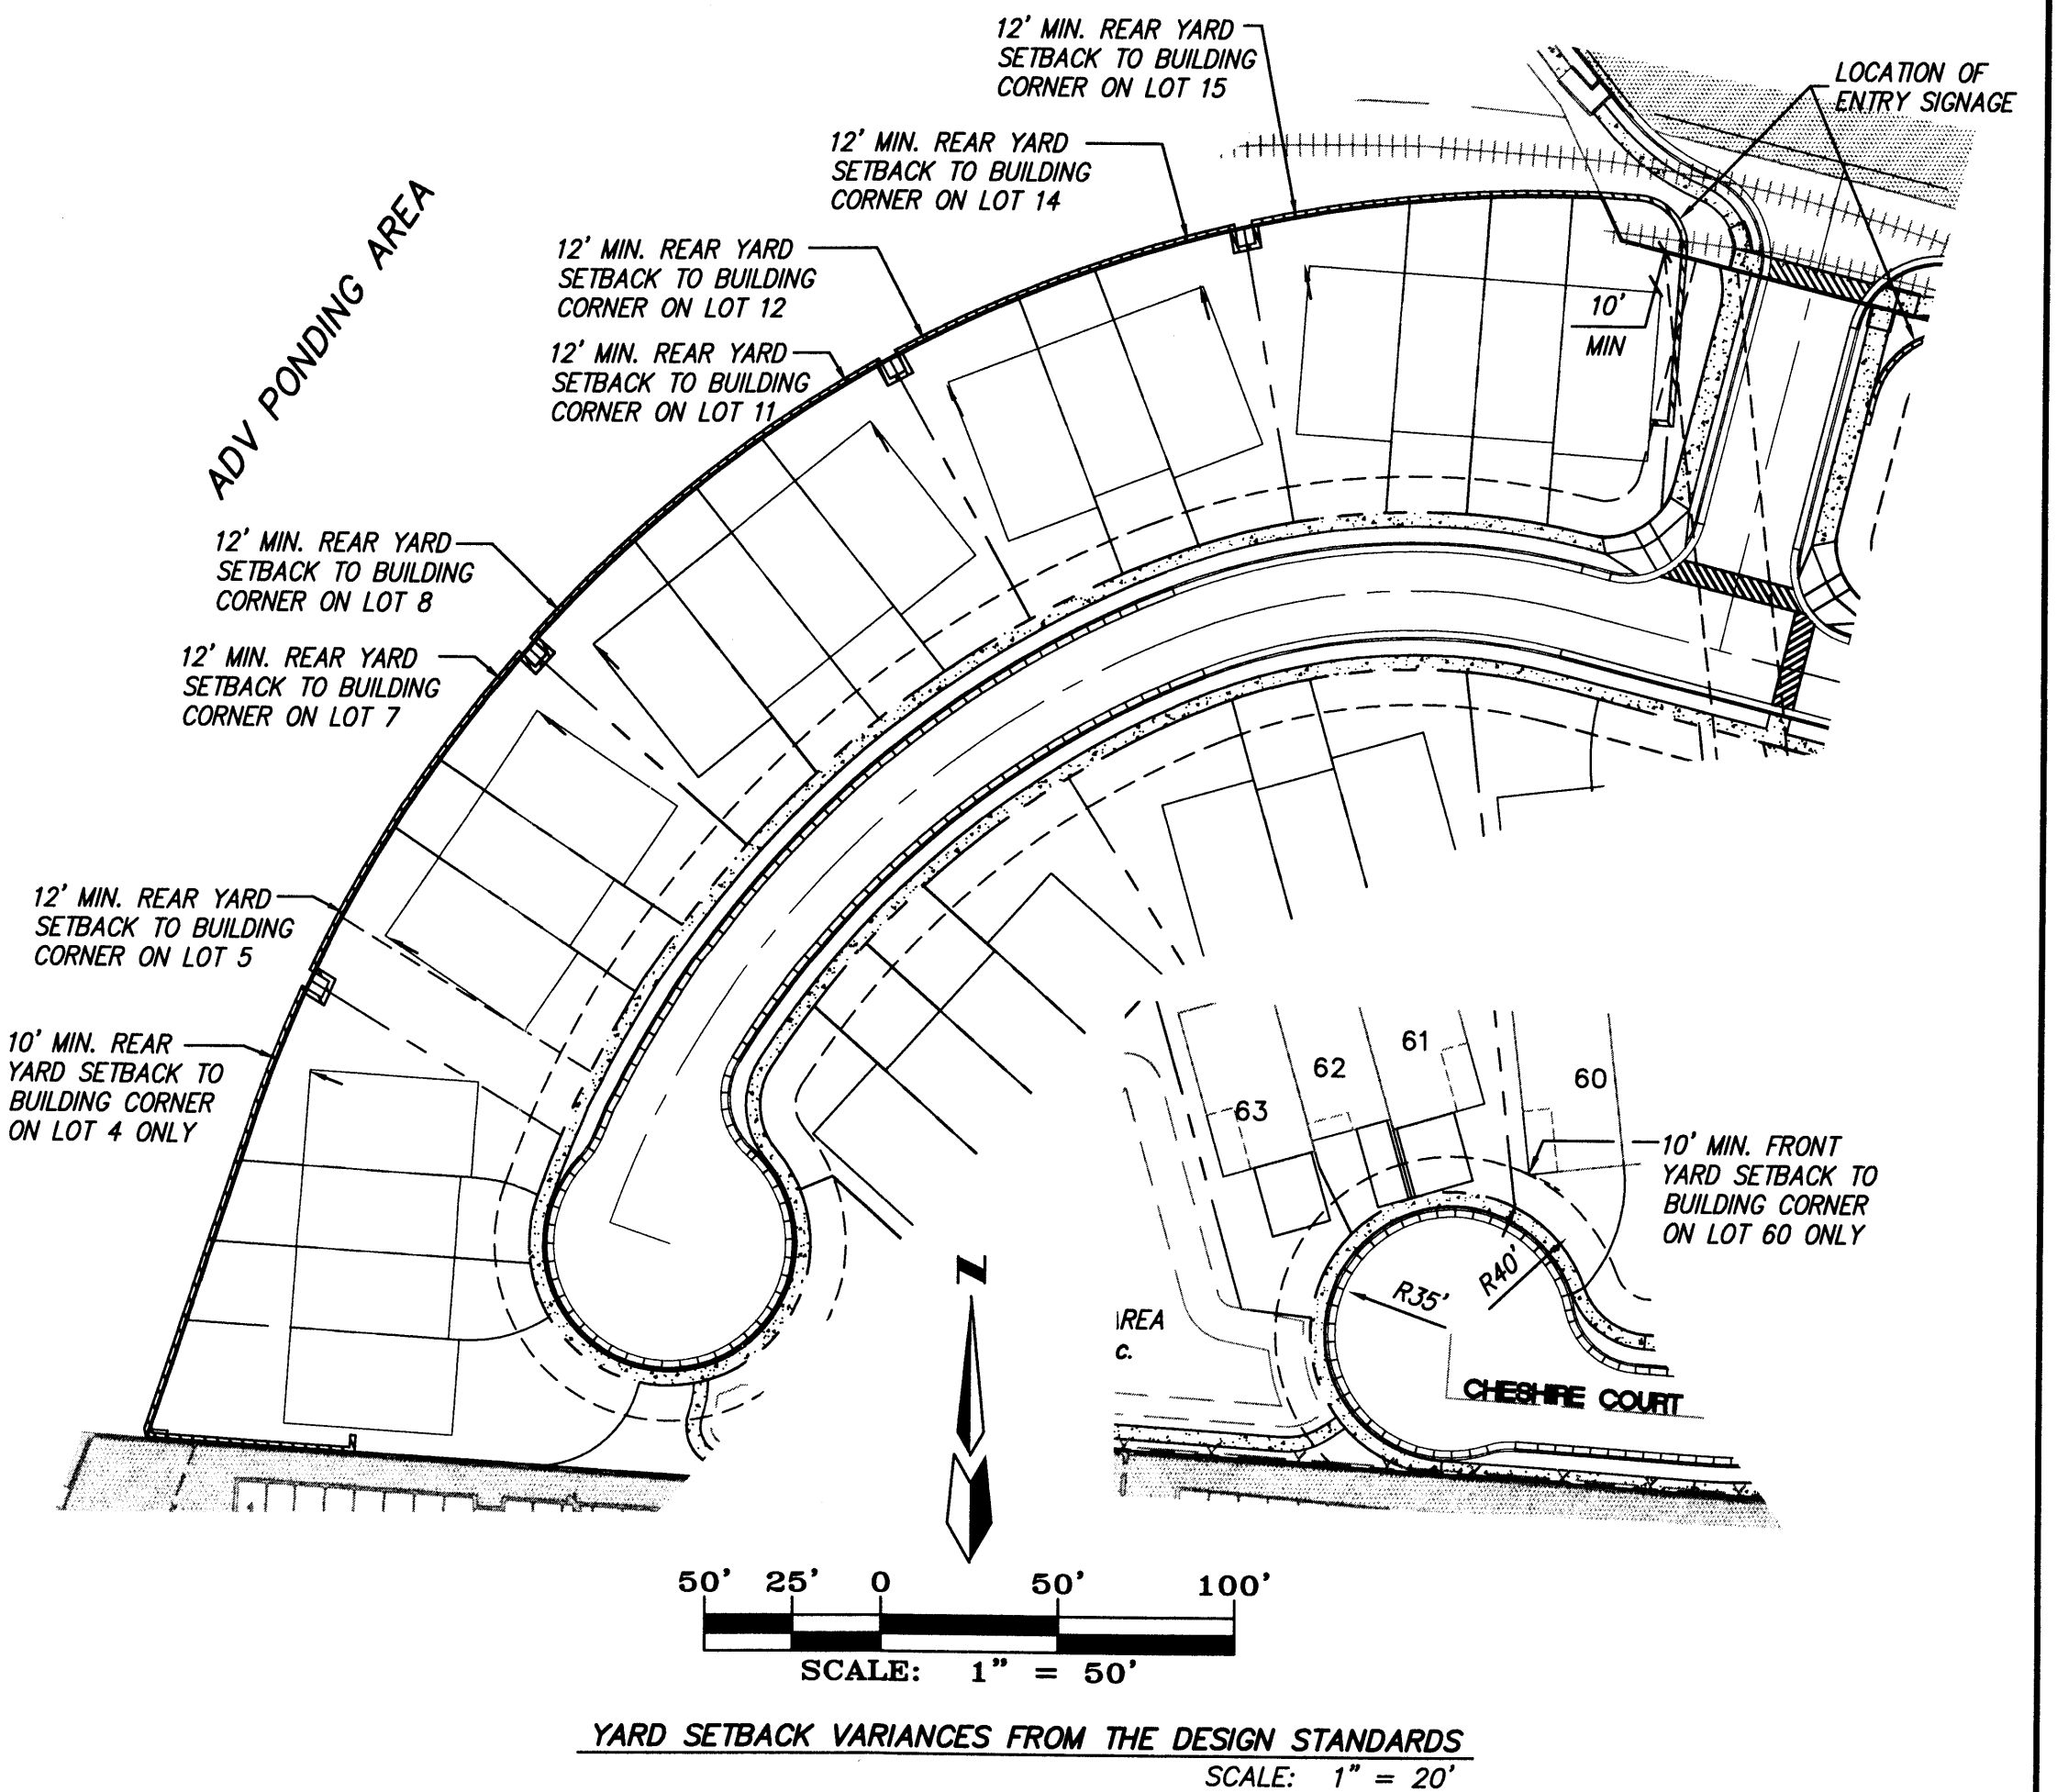 12' MIN. REAR YARD
SETBACK TO BUILDING
CORNER ON LOT 15
LOCATION OF
ENTRY SIGNAGE
12' MIN. REAR YARD
SETBACK TO BUILDING
CORNER ON LOT 14
12' MIN. REAR YARD
SETBACK TO BUILDING
CORNER ON LOT 12
12' MIN. REAR YARD
SETBACK TO BUILDING
CORNER ON LOT 11
10'
MIN
ADV PONDING AREA
12' MIN. REAR YARD
SETBACK TO BUILDING
CORNER ON LOT 8
12' MIN. REAR YARD
SETBACK TO BUILDING
CORNER ON LOT 7
12' MIN. REAR YARD
SETBACK TO BUILDING
CORNER ON LOT 5
10' MIN. REAR
YARD SETBACK TO
BUILDING CORNER
ON LOT 4 ONLY
63
62
61
60
10' MIN. FRONT
YARD SETBACK TO
BUILDING CORNER
ON LOT 60 ONLY
R35'
R40'
REA
C.
CHESHIRE COURT
N
50' 25' 0 50' 100'
SCALE: 1" = 50'
YARD SETBACK VARIANCES FROM THE DESIGN STANDARDS
SCALE: 1" = 20'